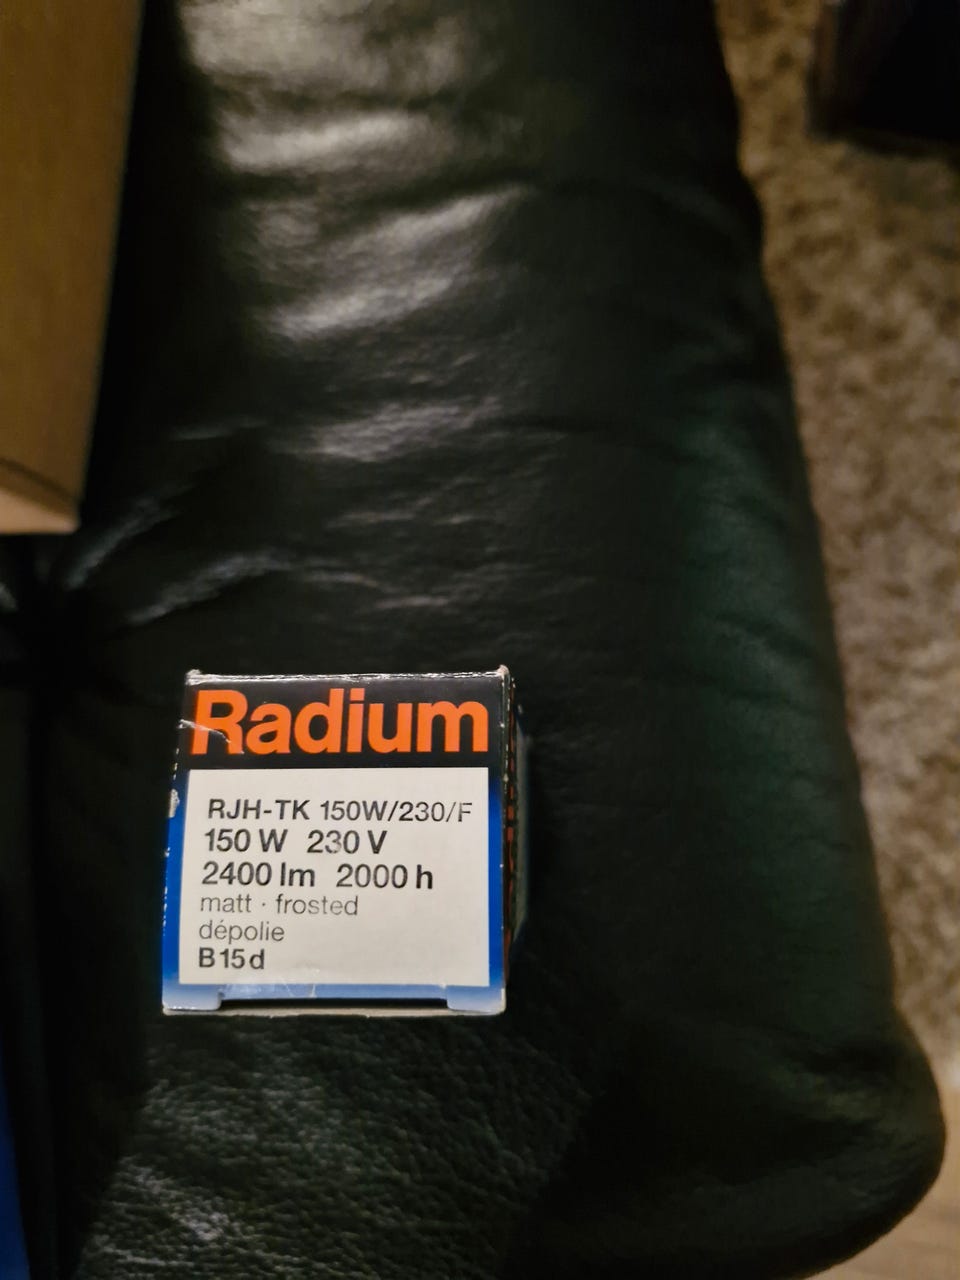 Radium
RJH-TK 150W/230/F
150 W 230 V
2400 lm 2000 h
matt · frosted
dépolie
B15d